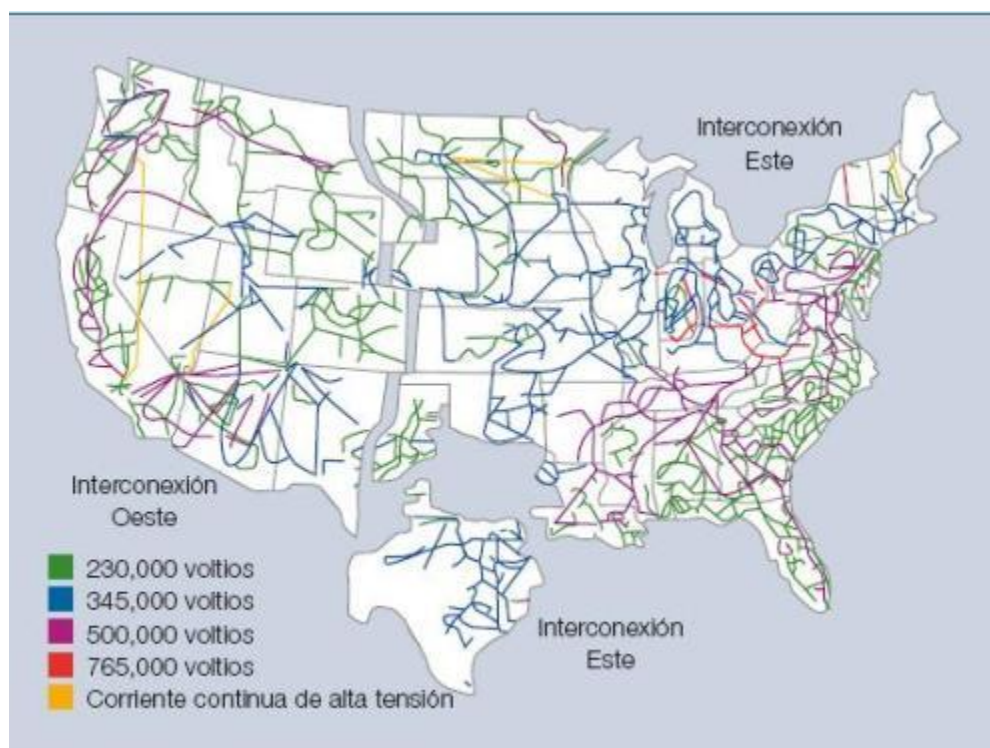 Interconexión
Este
Interconexión
Oeste
230,000 voltios
345,000 voltios
500,000 voltios
765,000 voltios
Corriente continua de alta tensión
Interconexión
Este